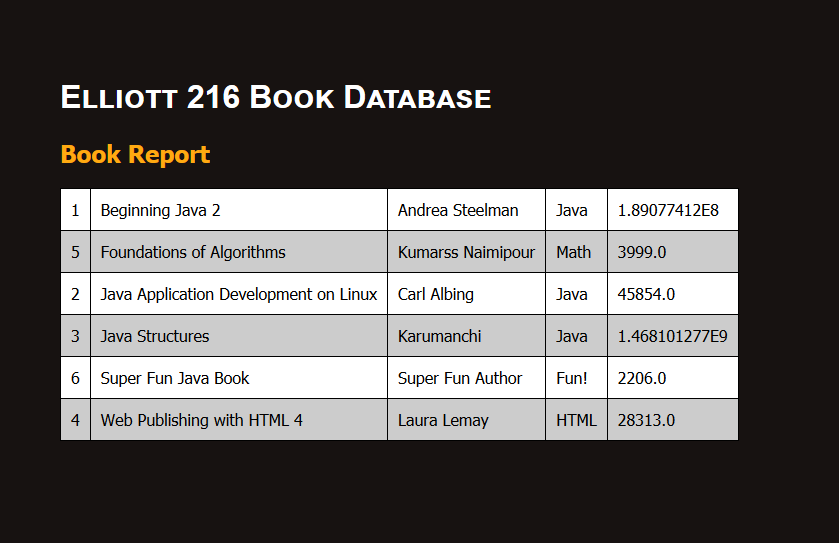 Elliott 216 Book Database
Book Report
1 Beginning Java 2 Andrea Steelman Java 1.89077412E8
5 Foundations of Algorithms Kumarss Naimipour Math 3999.0
2 Java Application Development on Linux Carl Albing Java 45854.0
3 Java Structures Karumanchi Java 1.468101277E9
6 Super Fun Java Book Super Fun Author Fun! 2206.0
4 Web Publishing with HTML 4 Laura Lemay HTML 28313.0